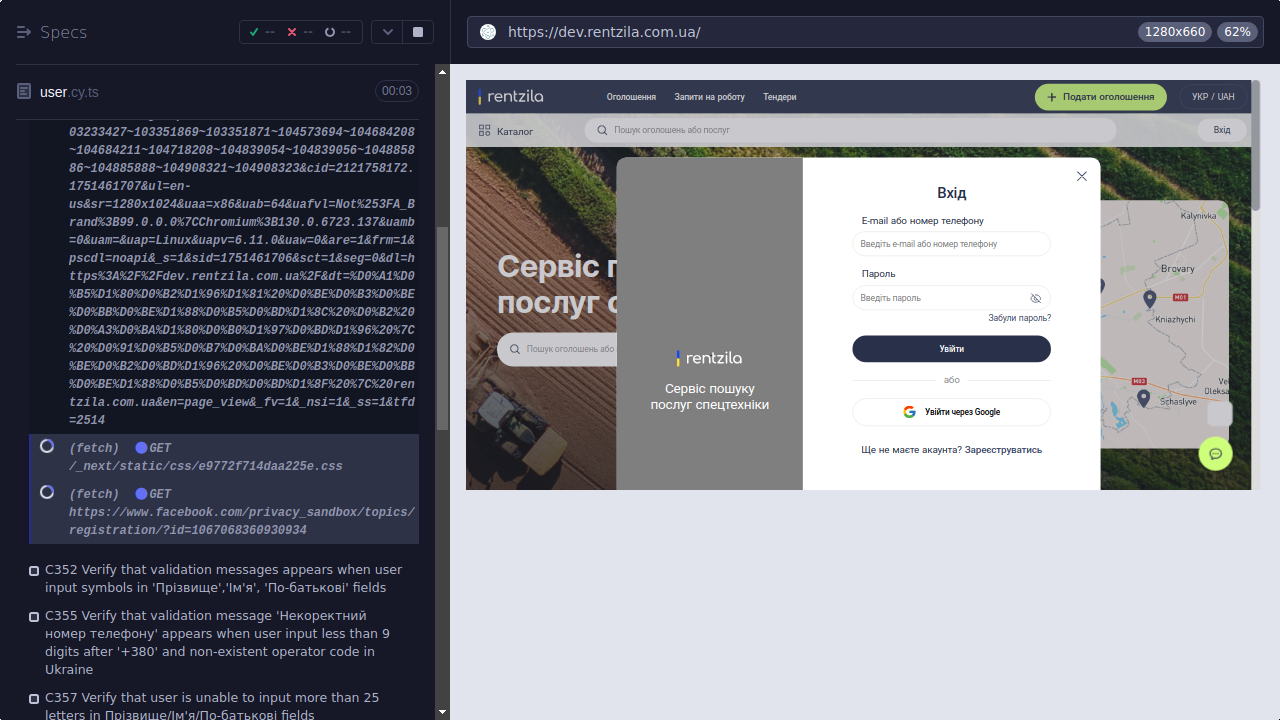 Specs
--
--
--
https://dev.rentzila.com.ua/
1280x660
62%
user.cy.ts
00:03
03233427~103351869~103351871~104573694~104684208
~104684211~104718208~104839054~104839056~1048858
86~104885888~104908321~104908323&cid=2121758172.
1751461707&ul=en-
us&sr=1280x1024&uaa=x86&uab=64&uafvl=Not%253FA_B
rand%3B99.0.0.0%7CChromium%3B130.0.6723.137&uamb
=0&uam=&uap=Linux&uapv=6.11.0&uaw=0&are=1&frm=1&
pscdl=noapi&_s=1&sid=1751461706&sct=1&seg=0&dl=h
ttps%3A%2F%2Fdev.rentzila.com.ua%2F&dt=%D0%A1%D0
%B5%D1%80%D0%B2%D1%96%D1%81%20%D0%BE%D0%B3%D0%BE
%D0%BB%D0%BE%D1%88%D0%B5%D0%BD%D1%8C%20%D0%B2%20
%D0%A3%D0%BA%D1%80%D0%B0%D1%97%D0%BD%D1%96%20%7C
%20%D0%91%D0%B5%D0%B7%D0%BA%D0%BE%D1%88%D1%82%D0
%BE%D0%B2%D0%BD%D1%96%20%D0%BE%D0%B3%D0%BE%D0%BB
%D0%BE%D1%88%D0%B5%D0%BD%D0%BD%D1%8F%20%7C%20ren
tzila.com.ua&en=page_view&_fv=1&_nsi=1&_ss=1&tfd
=2514
(fetch) GET
/_next/static/css/e9772f714daa225e.css
(fetch) GET
https://www.facebook.com/privacy_sandbox/topics/
registration/?id=1067068360930934
C352 Verify that validation messages appears when user
input symbols in 'Прізвище','Ім'я', 'По-батькові' fields
C355 Verify that validation message 'Некоректний
номер телефону' appears when user input less than 9
digits after '+380' and non-existent operator code in
Ukraine
C357 Verify that user is unable to input more than 25
letters in Прізвище/Ім'я/По-батькові fields
rentzila
Оголошення
Запити на роботу
Тендери
Подати оголошення
УКР / UAH
Каталог
Пошук оголошень або послуг
Вхід
Сервіс п
послуг с
Пошук оголошень або
rentzila
Сервіс пошуку
послуг спецтехніки
Вхід
E-mail або номер телефону
Введіть e-mail або номер телефону
Пароль
Введіть пароль
Забули пароль?
Увійти
або
Увійти через Google
Ще не маєте акаунта? Зареєструватись
Kalynivka
Brovary
M01
Kniazhychi
M03
Vel
Oleksa
Schaslyve